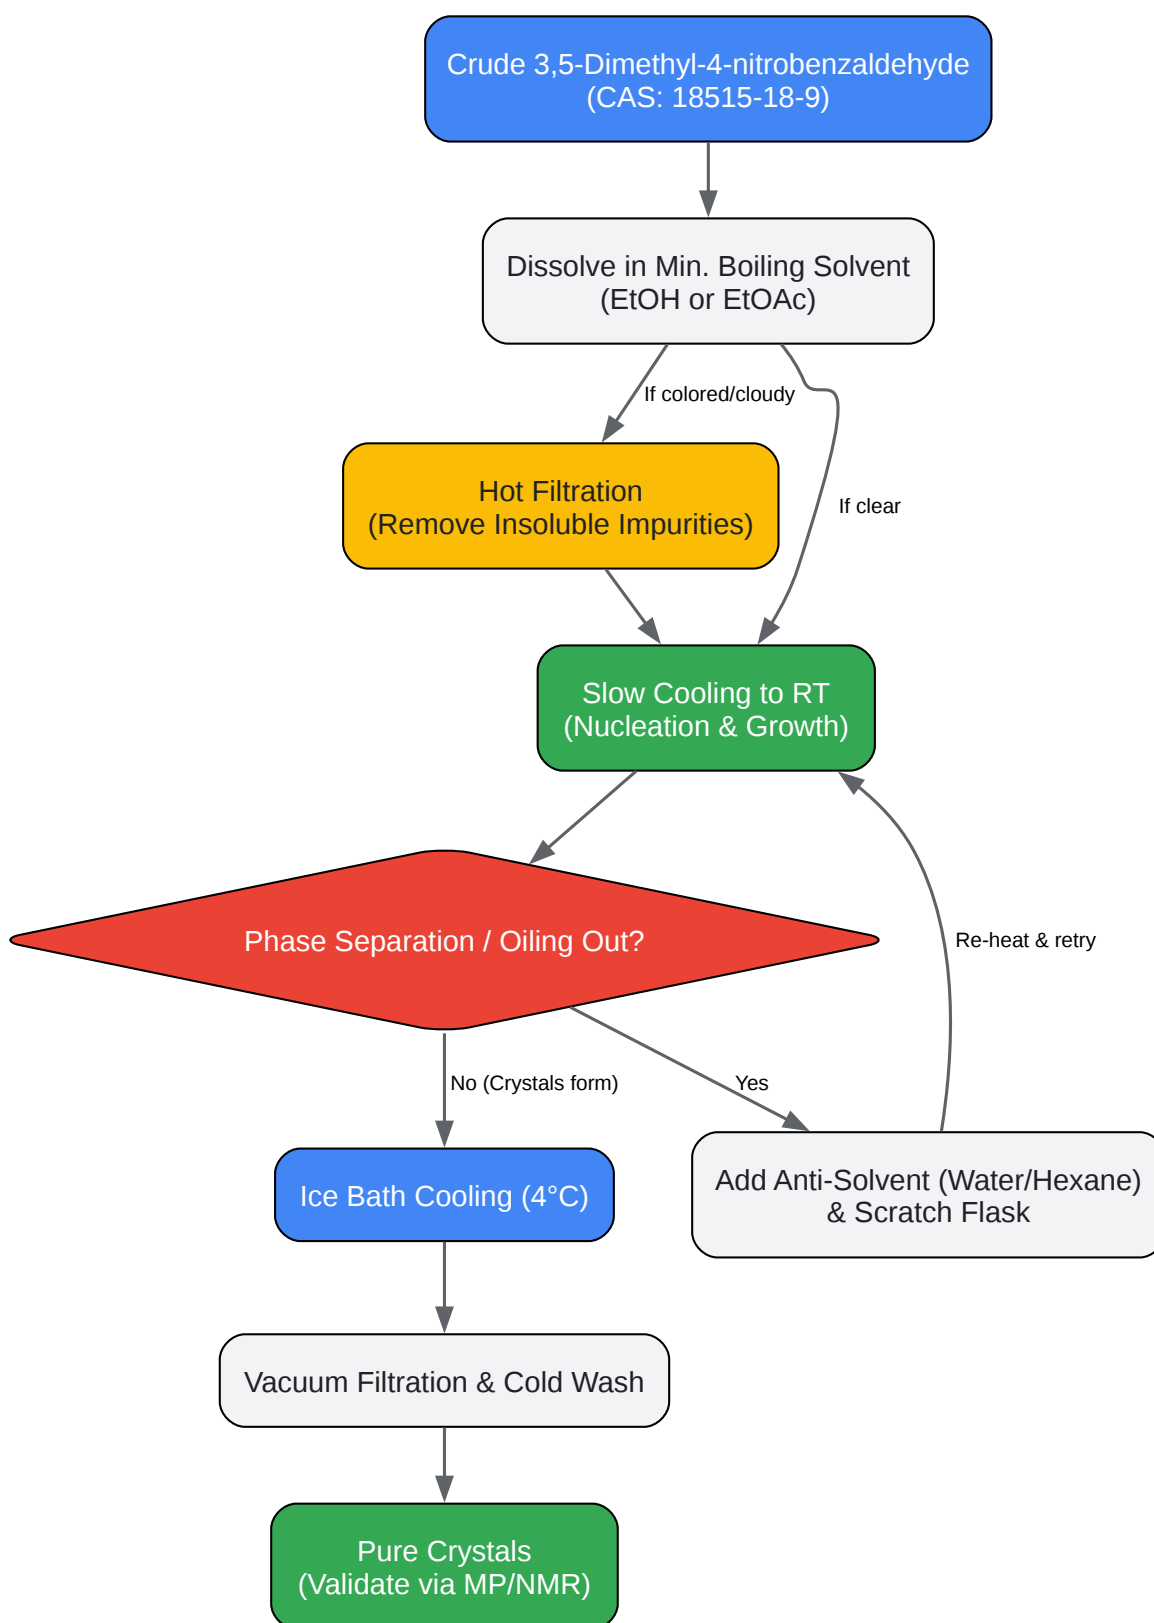 Crude 3,5-Dimethyl-4-nitrobenzaldehyde
(CAS: 18515-18-9)
Dissolve in Min. Boiling Solvent
(EtOH or EtOAc)
If colored/cloudy
Hot Filtration
(Remove Insoluble Impurities)
If clear
Slow Cooling to RT
(Nucleation & Growth)
Phase Separation / Oiling Out?
Re-heat & retry
No (Crystals form)
Yes
Ice Bath Cooling (4°C)
Add Anti-Solvent (Water/Hexane)
& Scratch Flask
Vacuum Filtration & Cold Wash
Pure Crystals
(Validate via MP/NMR)